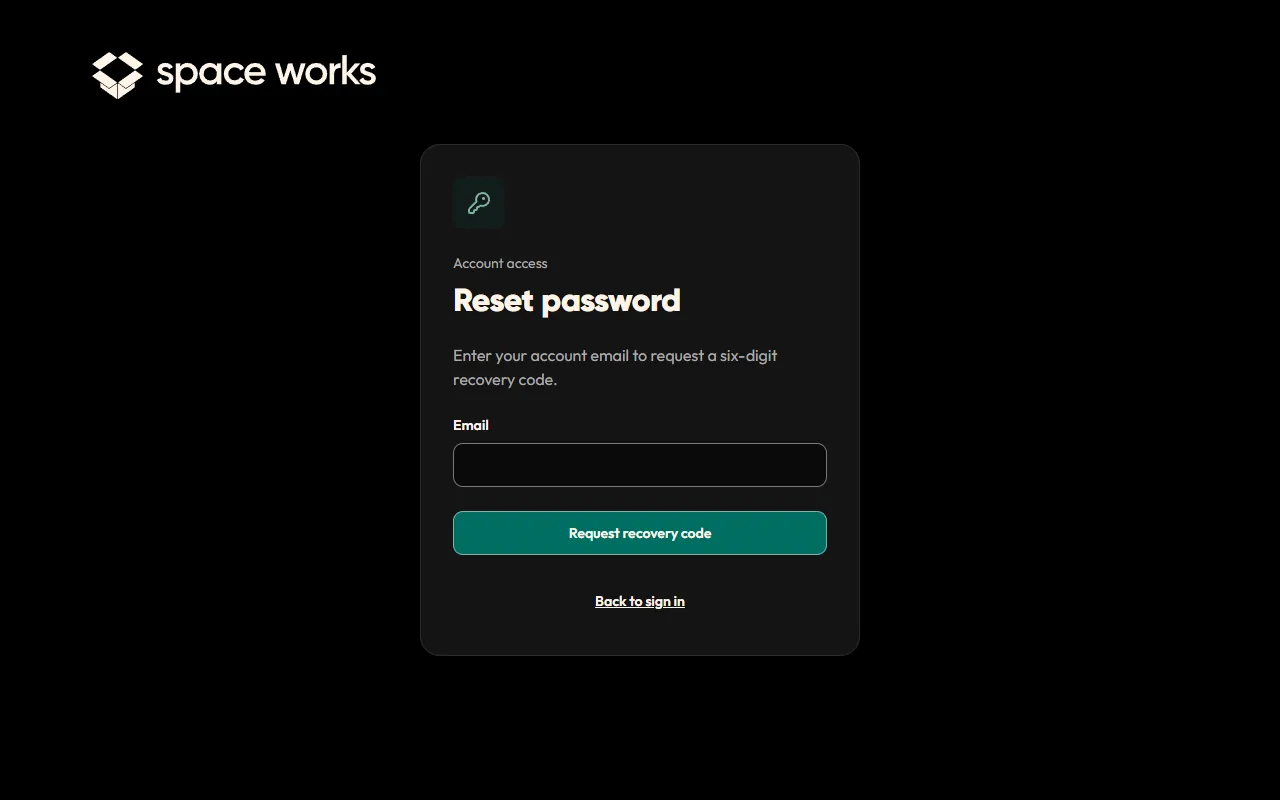 space works
Account access
Reset password
Enter your account email to request a six-digit
recovery code.
Email
Request recovery code
Back to sign in